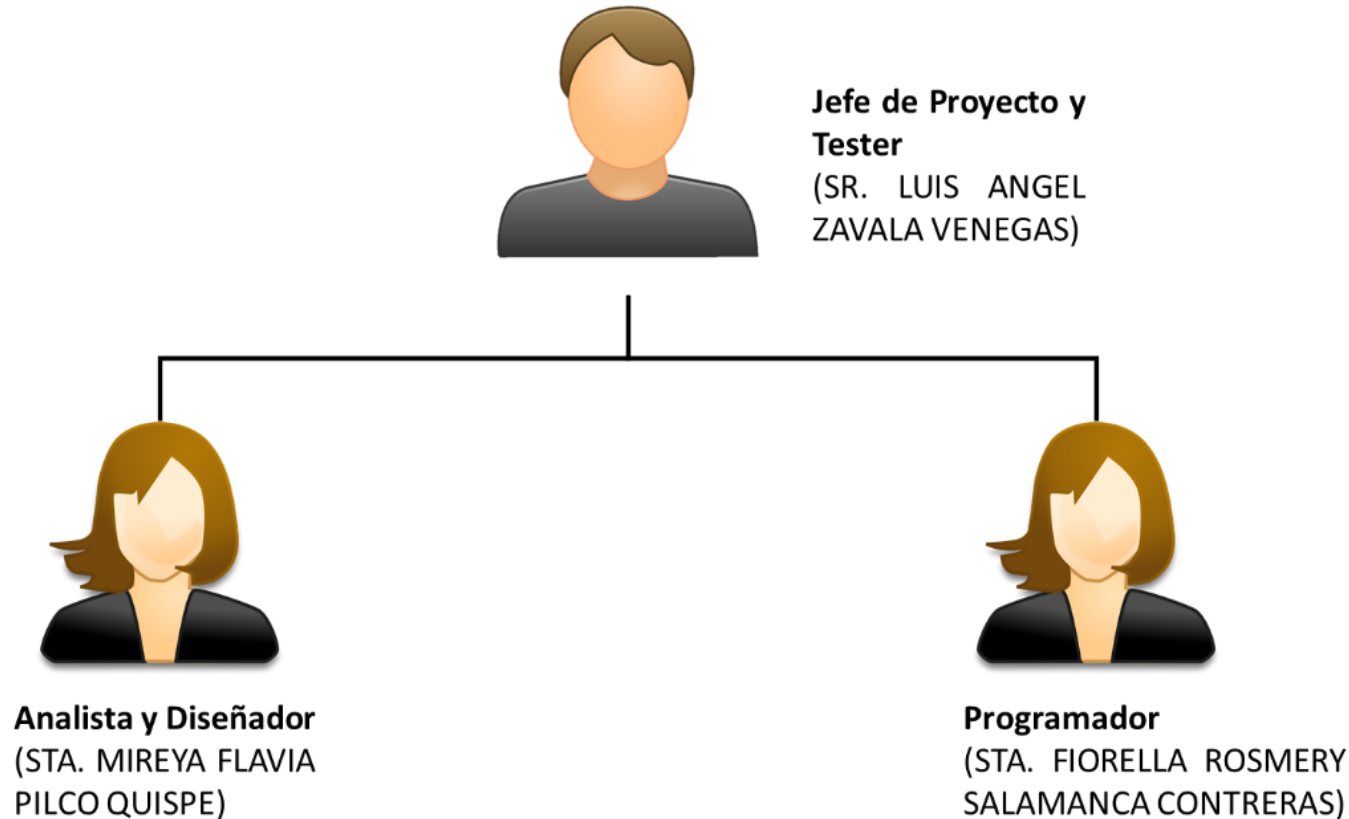 Jefe de Proyecto y
Tester
(SR. LUIS ANGEL
ZAVALA VENEGAS)
Analista y Diseñador
(STA. MIREYA FLAVIA
PILCO QUISPE)
Programador
(STA. FIORELLA ROSMERY
SALAMANCA CONTRERAS)